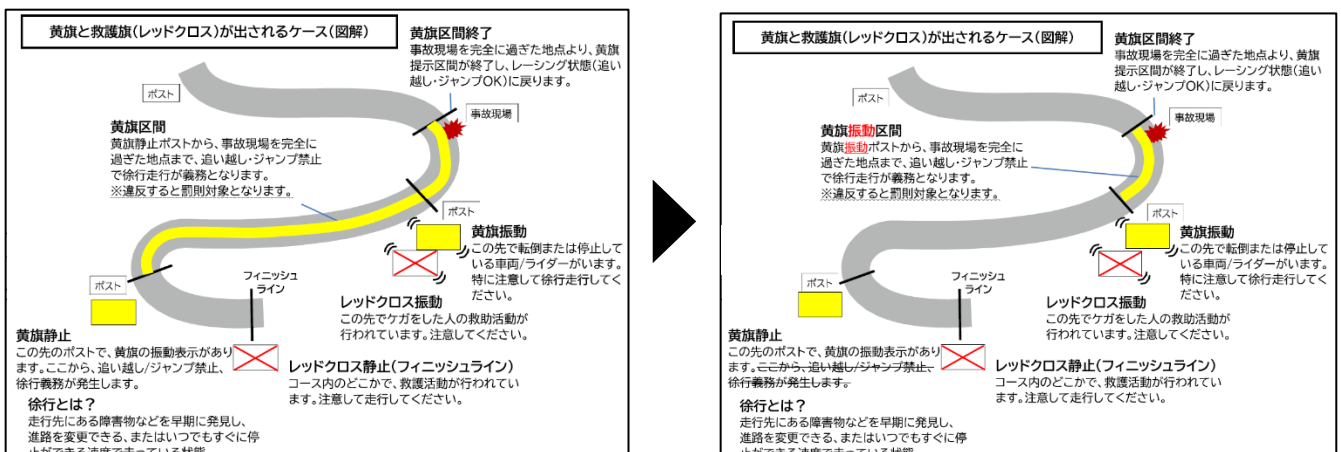 黄旗と救護旗(レッドクロス)が出されるケース(図解)
黄旗区間終了
事故現場を完全に過ぎた地点より、黄旗
提示区間が終了し、レーシング状態(追い
越し・ジャンプOK)に戻ります。
ポスト
事故現場
黄旗区間
黄旗静止ポストから、事故現場を完全に
過ぎた地点まで、追い越し・ジャンプ禁止
で徐行走行が義務となります。
※違反すると罰則対象となります。
ポスト
黄旗振動
この先で転倒または停止して
いる車両/ライダーがいます。
特に注意して徐行走行してく
ださい。
ポスト
フィニッシュ
ライン
レッドクロス振動
この先でケガをした人の救助活動が
行われています。注意してください。
黄旗静止
この先のポストで、黄旗の振動表示があり
ます。ここから、追い越し/ジャンプ禁止、
徐行義務が発生します。
レッドクロス静止(フィニッシュライン)
コース内のどこかで、救護活動が行われてい
ます。注意して走行してください。
徐行とは?
走行先にある障害物などを早期に発見し、
進路を変更できる、またはいつでもすぐに停
止ができる速度で走っている状態
黄旗と救護旗(レッドクロス)が出されるケース(図解)
黄旗区間終了
事故現場を完全に過ぎた地点より、黄旗
提示区間が終了し、レーシング状態(追い
越し・ジャンプOK)に戻ります。
ポスト
事故現場
黄旗振動区間
黄旗振動ポストから、事故現場を完全に
過ぎた地点まで、追い越し・ジャンプ禁止
で徐行走行が義務となります。
※違反すると罰則対象となります。
ポスト
黄旗振動
この先で転倒または停止して
いる車両/ライダーがいます。
特に注意して徐行走行してく
ださい。
ポスト
フィニッシュ
ライン
レッドクロス振動
この先でケガをした人の救助活動が
行われています。注意してください。
黄旗静止
この先のポストで、黄旗の振動表示があり
ます。ここから、追い越し/ジャンプ禁止、
徐行義務が発生します。
レッドクロス静止(フィニッシュライン)
コース内のどこかで、救護活動が行われてい
ます。注意して走行してください。
徐行とは?
走行先にある障害物などを早期に発見し、
進路を変更できる、またはいつでもすぐに停
止ができる速度で走っている状態